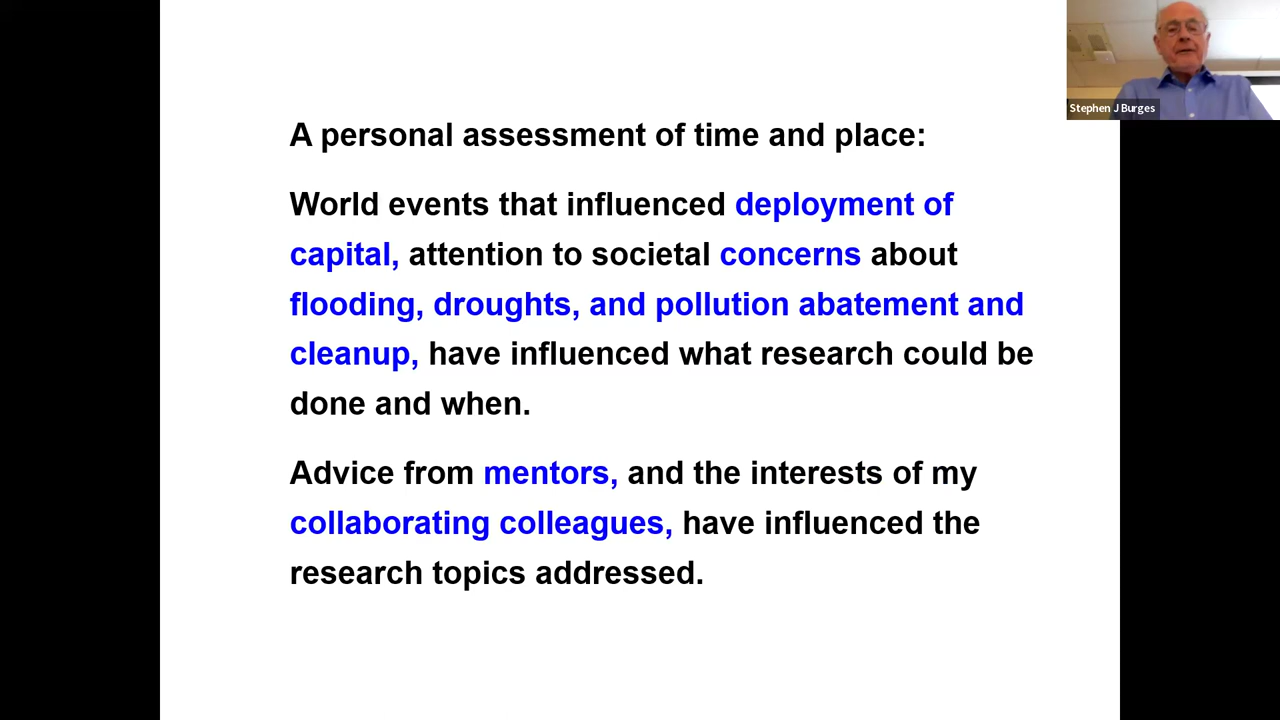 Stephen J Burges
A personal assessment of time and place:
World events that influenced deployment of
capital, attention to societal concerns about
flooding, droughts, and pollution abatement and
cleanup, have influenced what research could be
done and when.
Advice from mentors, and the interests of my
collaborating colleagues, have influenced the
research topics addressed.